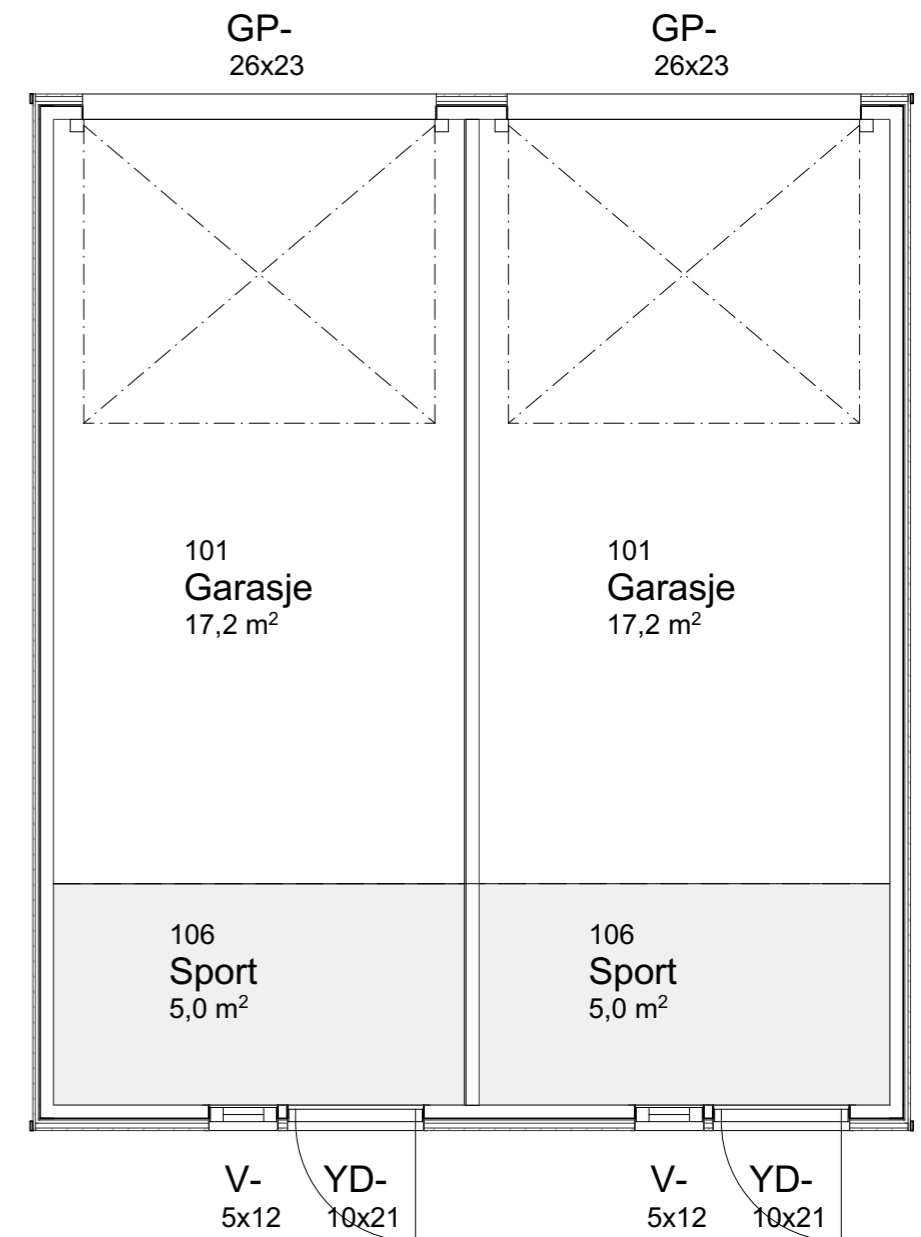 GP-
26x23
GP-
26x23
101
Garasje
17,2 m²
101
Garasje
17,2 m²
106
Sport
5,0 m²
106
Sport
5,0 m²
V-
5x12
YD-
10x21
V-
5x12
YD-
10x21